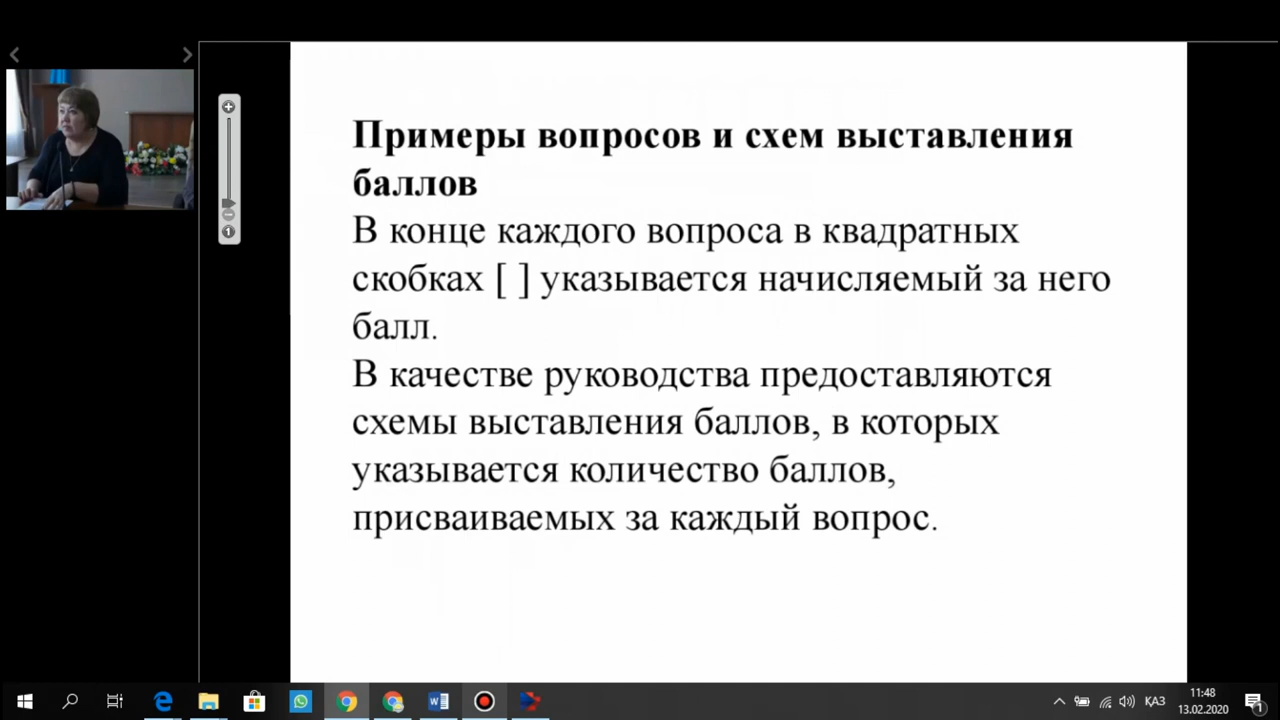 Примеры вопросов и схем выставления
баллов
В конце каждого вопроса в квадратных
скобках [ ] указывается начисляемый за него
балл.
В качестве руководства предоставляются
схемы выставления баллов, в которых
указывается количество баллов,
присваиваемых за каждый вопрос.
ҚАЗ
11:48
13.02.2020
1